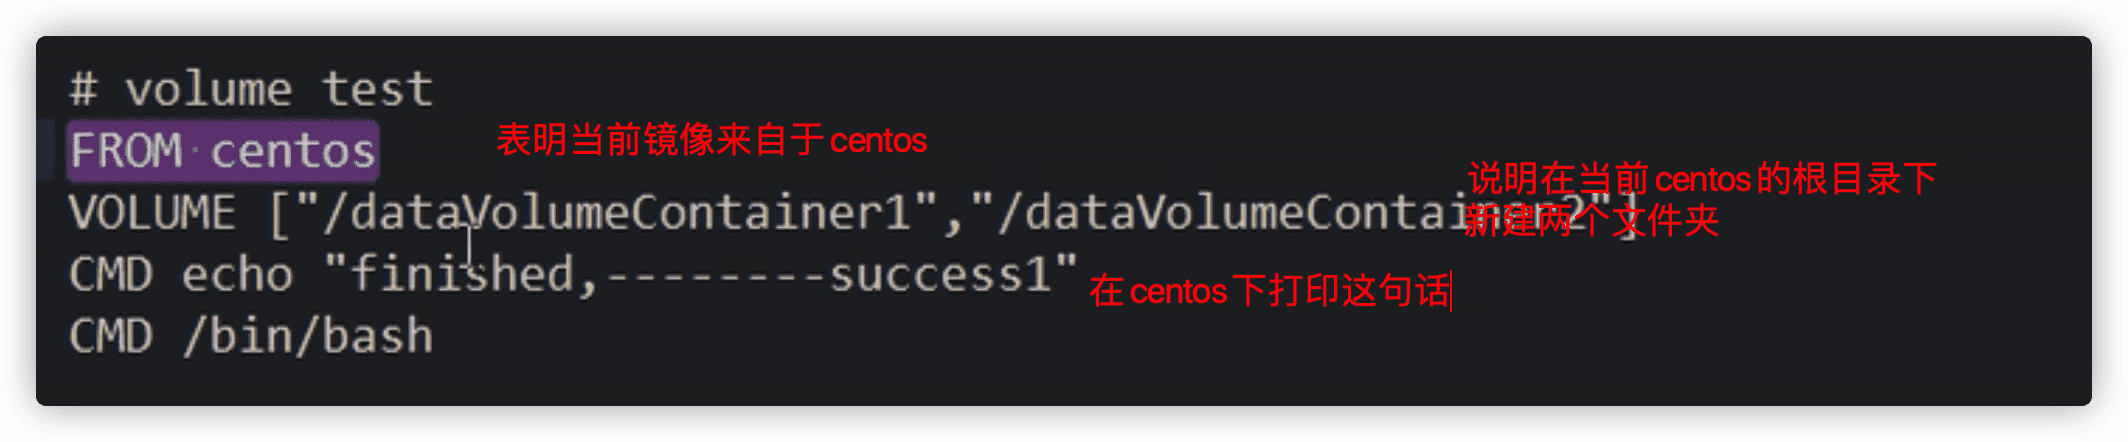 # volume test
FROM centos
表明当前镜像来自于centos
VOLUME ["/dataVolumeContainer1","/dataVolumeContainer2"]
说明在当前centos的根目录下
新建两个文件夹
CMD echo "finished,--------success1"
在centos下打印这句话
CMD /bin/bash